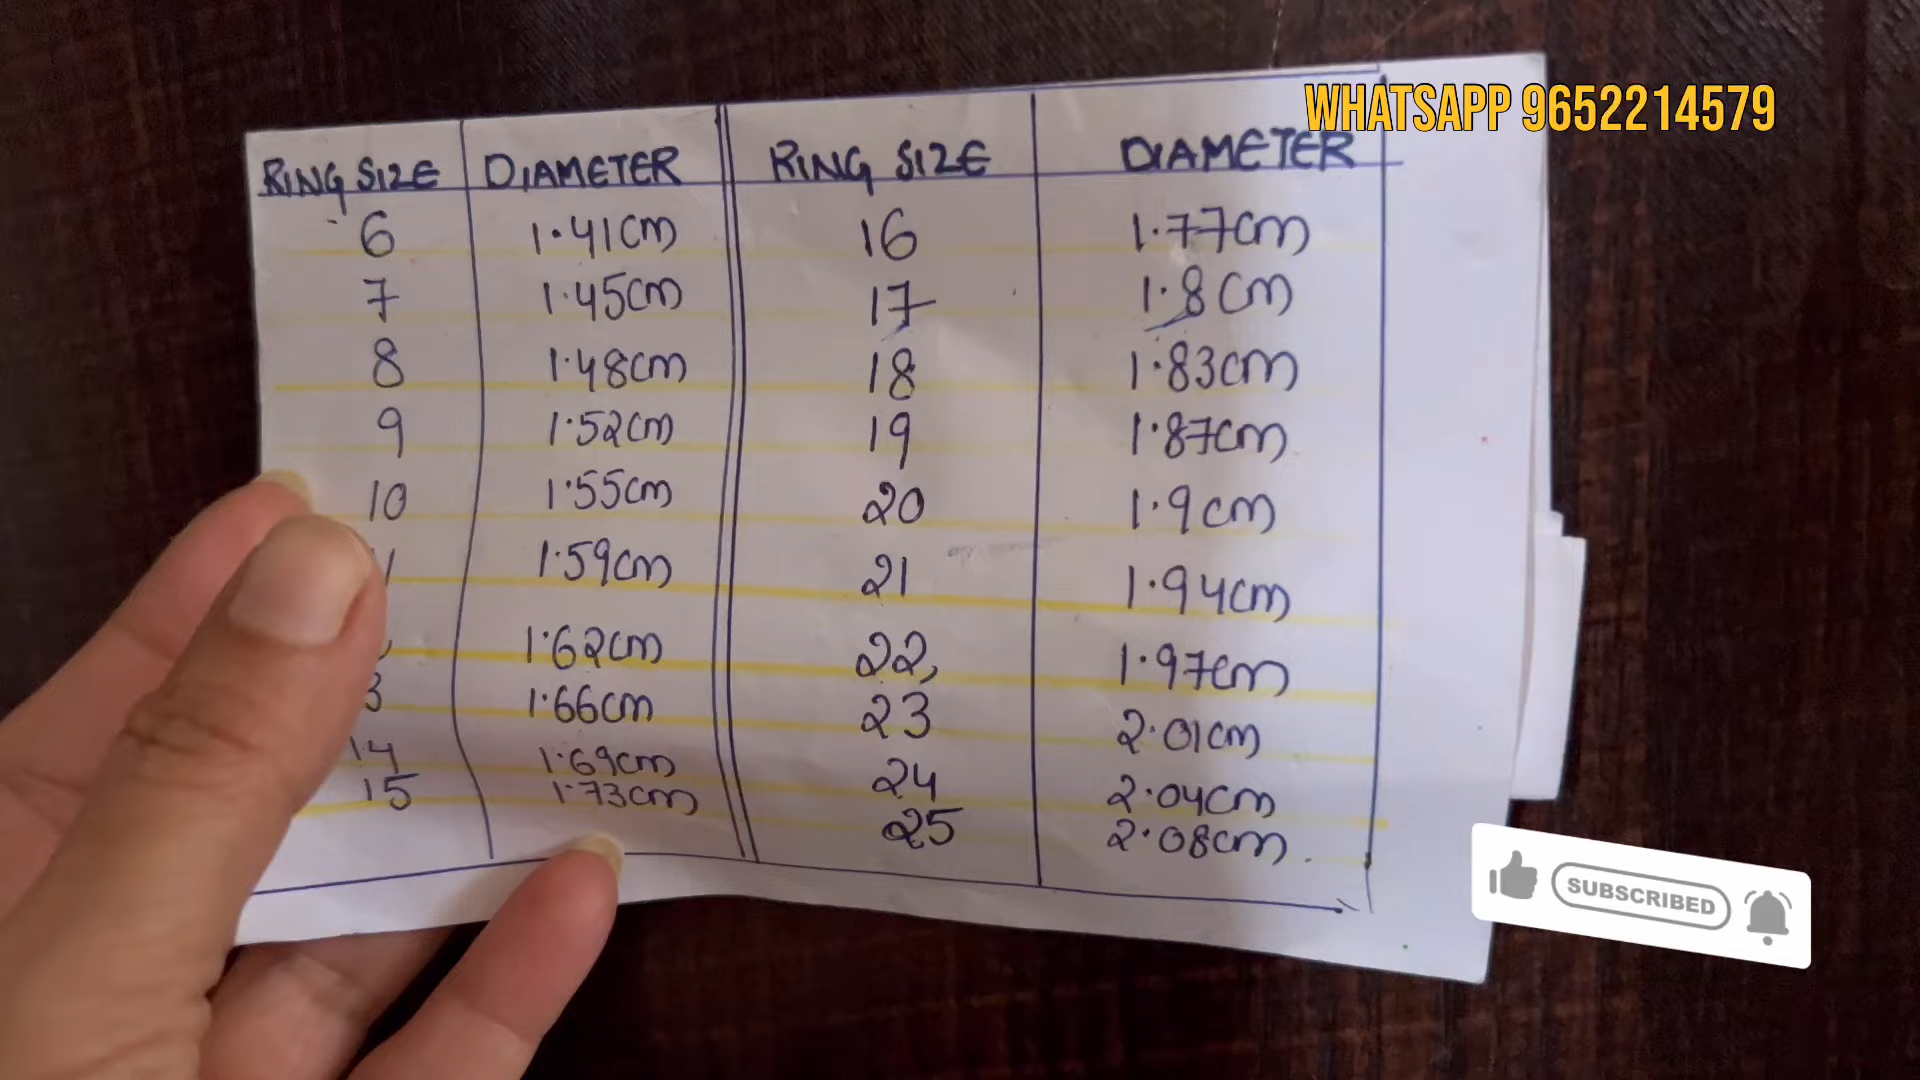 WHATSAPP 9652214579
RING SIZE DIAMETER RING SIZE DIAMETER
6 1.41cm 16 1.77cm
7 1.45cm 17 1.8cm
8 1.48cm 18 1.83cm
9 1.52cm 19 1.87cm
10 1.55cm 20 1.9cm
1.59cm 21 1.94cm
1.62cm 22, 1.97cm
3 1.66cm 23 2.01cm
14 1.69cm 24 2.04cm
15 1.73cm 25 2.08cm.
SUBSCRIBED